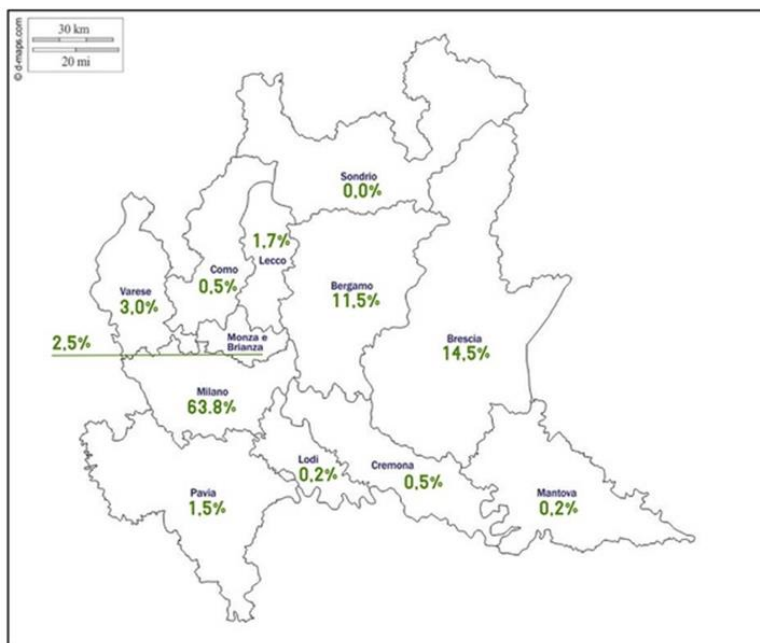 © d-maps.com
30 km
20 mi
Sondrio
0,0%
1,7%
Lecco
Como
0,5%
Varese
3,0%
Bergamo
11,5%
2,5%
Monza e
Brianza
Brescia
14,5%
Milano
63.8%
Lodi
0,2%
Cremona
0,5%
Pavia
1,5%
Mantova
0,2%